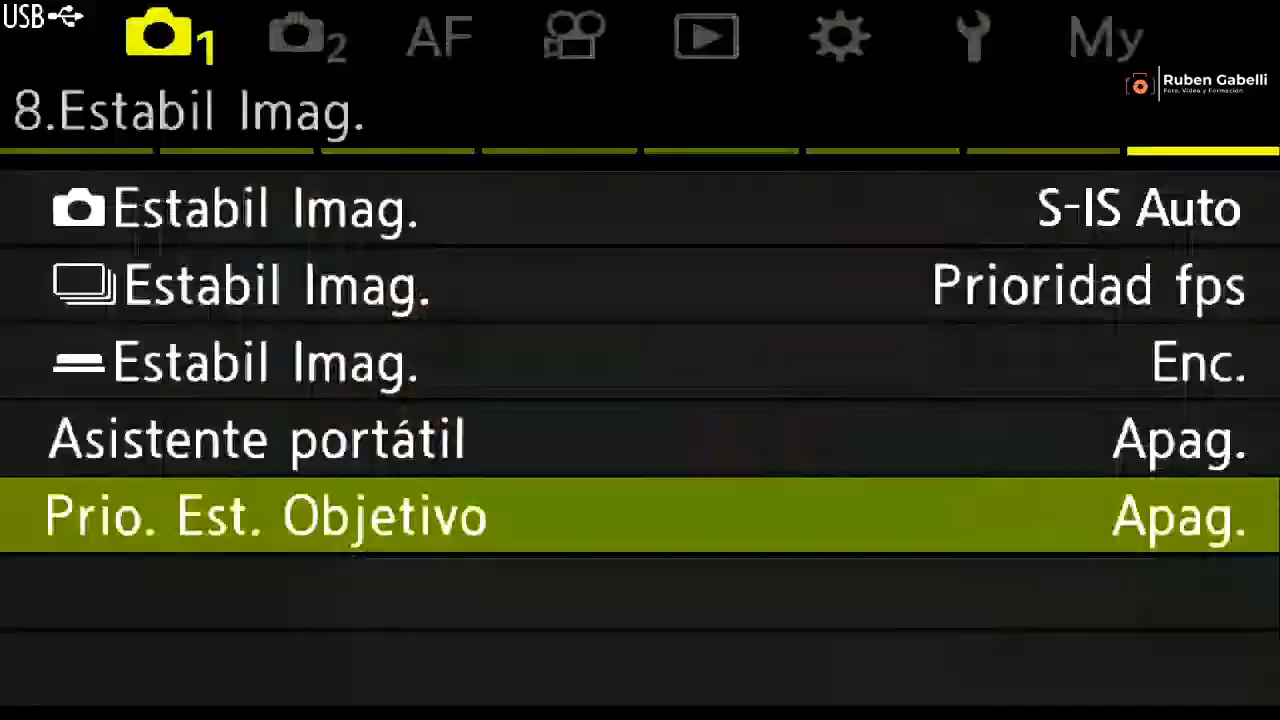 USB
1
2
AF
My
Ruben Gabelli
Foto, Video y Formación
8.Estabil Imag.
Estabil Imag. S-IS Auto
Estabil Imag. Prioridad fps
Estabil Imag. Enc.
Asistente portátil Apag.
Prio. Est. Objetivo Apag.